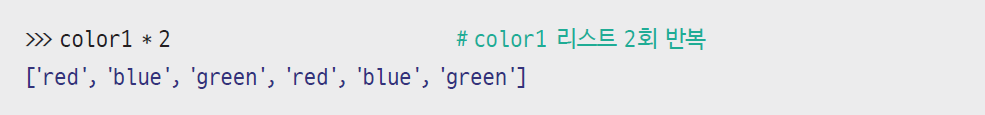 >>> color1 * 2 # color1 리스트 2회 반복
['red', 'blue', 'green', 'red', 'blue', 'green']